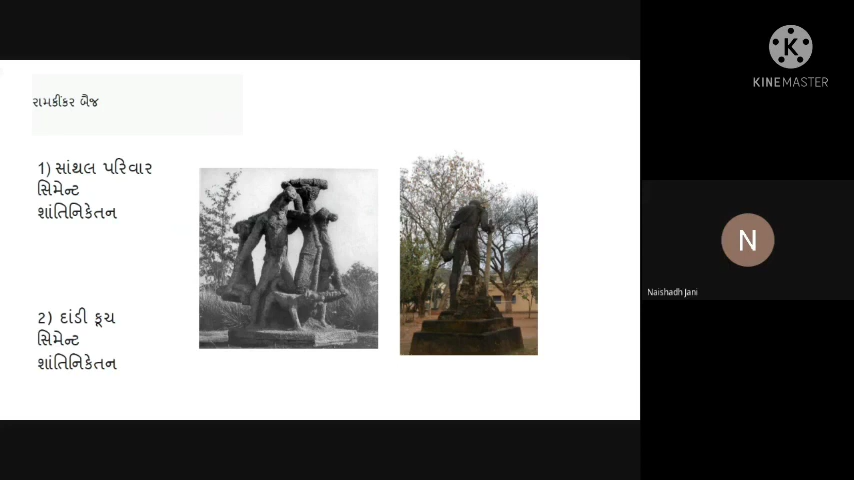 રામકીંકર બૈજ
1) સાંથલ પરિવાર
સિમેન્ટ
શાંતિનિકેતન
2) દાંડી કૂચ
સિમેન્ટ
શાંતિનિકેતન
K
KINEMASTER
N
Naishadh Jani